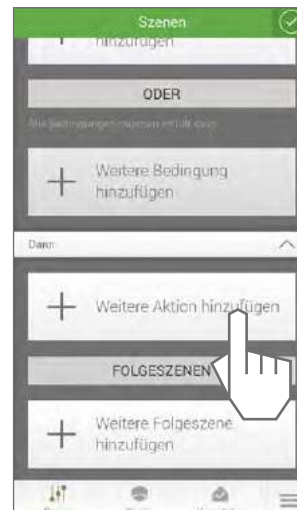 Szenen
hinzufügen
ODER
Weitere Bedingung
hinzufügen
Dann
Weitere Aktion hinzufügen
FOLGESZENEN
Weitere Folgeszene
hinzufügen